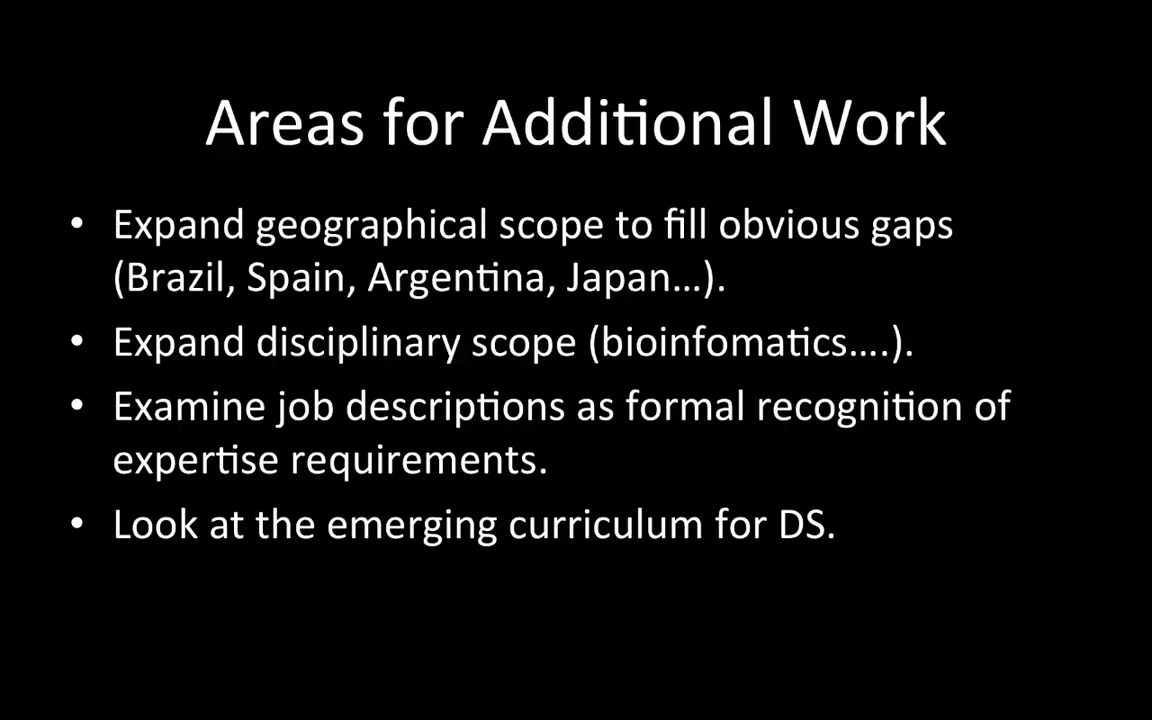 Areas for Additional Work
• Expand geographical scope to fill obvious gaps
(Brazil, Spain, Argentina, Japan…).
• Expand disciplinary scope (bioinfomatics….).
• Examine job descriptions as formal recognition of
expertise requirements.
• Look at the emerging curriculum for DS.